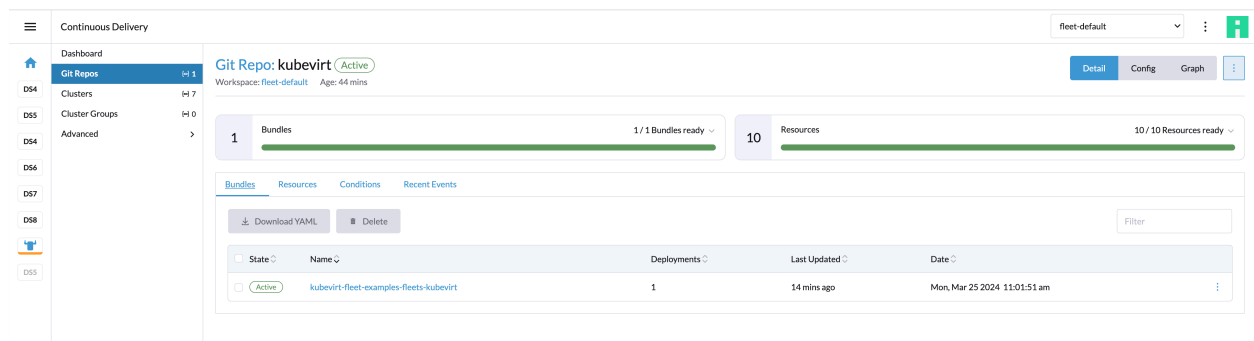 Continuous Delivery
fleet-default
Dashboard
Git Repos 1
Clusters 7
Cluster Groups 0
Advanced
DS4
DS5
DS4
DS6
DS7
DS8
DS5
Git Repo: kubevirt Active
Workspace: fleet-default Age: 44 mins
Detail Config Graph
1 Bundles 1 / 1 Bundles ready
10 Resources 10 / 10 Resources ready
Bundles Resources Conditions Recent Events
Download YAML Delete Filter
State Name Deployments Last Updated Date
Active kubevirt-fleet-examples-fleets-kubevirt 1 14 mins ago Mon, Mar 25 2024 11:01:51 am